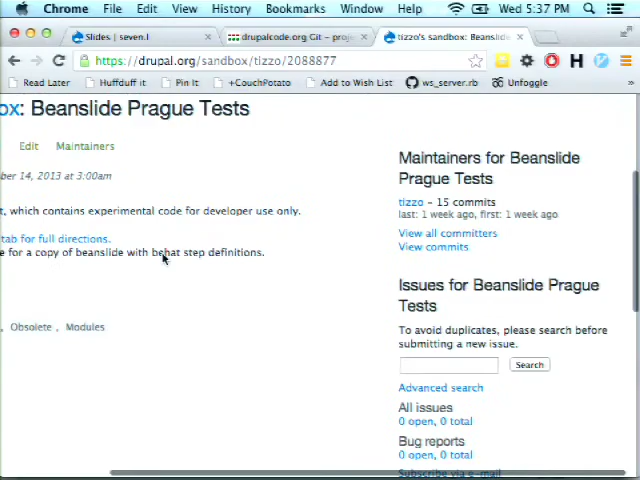 Chrome File Edit View History Bookmarks Window Help Wed 5:37 PM
Slides | seven.l
drupalcode.org Git - proje
tizzo's sandbox: Beanslide
https://drupal.org/sandbox/tizzo/2088877
Read Later Huffduff it Pin It +CouchPotato Add to Wish List ws_server.rb Unfoggle
ox: Beanslide Prague Tests
Edit Maintainers
ber 14, 2013 at 3:00am
t, which contains experimental code for developer use only.
tab for full directions.
e for a copy of beanslide with behat step definitions.
, Obsolete , Modules
Maintainers for Beanslide
Prague Tests
tizzo – 15 commits
last: 1 week ago, first: 1 week ago
View all committers
View commits
Issues for Beanslide Prague
Tests
To avoid duplicates, please search before
submitting a new issue.
Search
Advanced search
All issues
0 open, 0 total
Bug reports
0 open, 0 total
Subscribe via e-mail